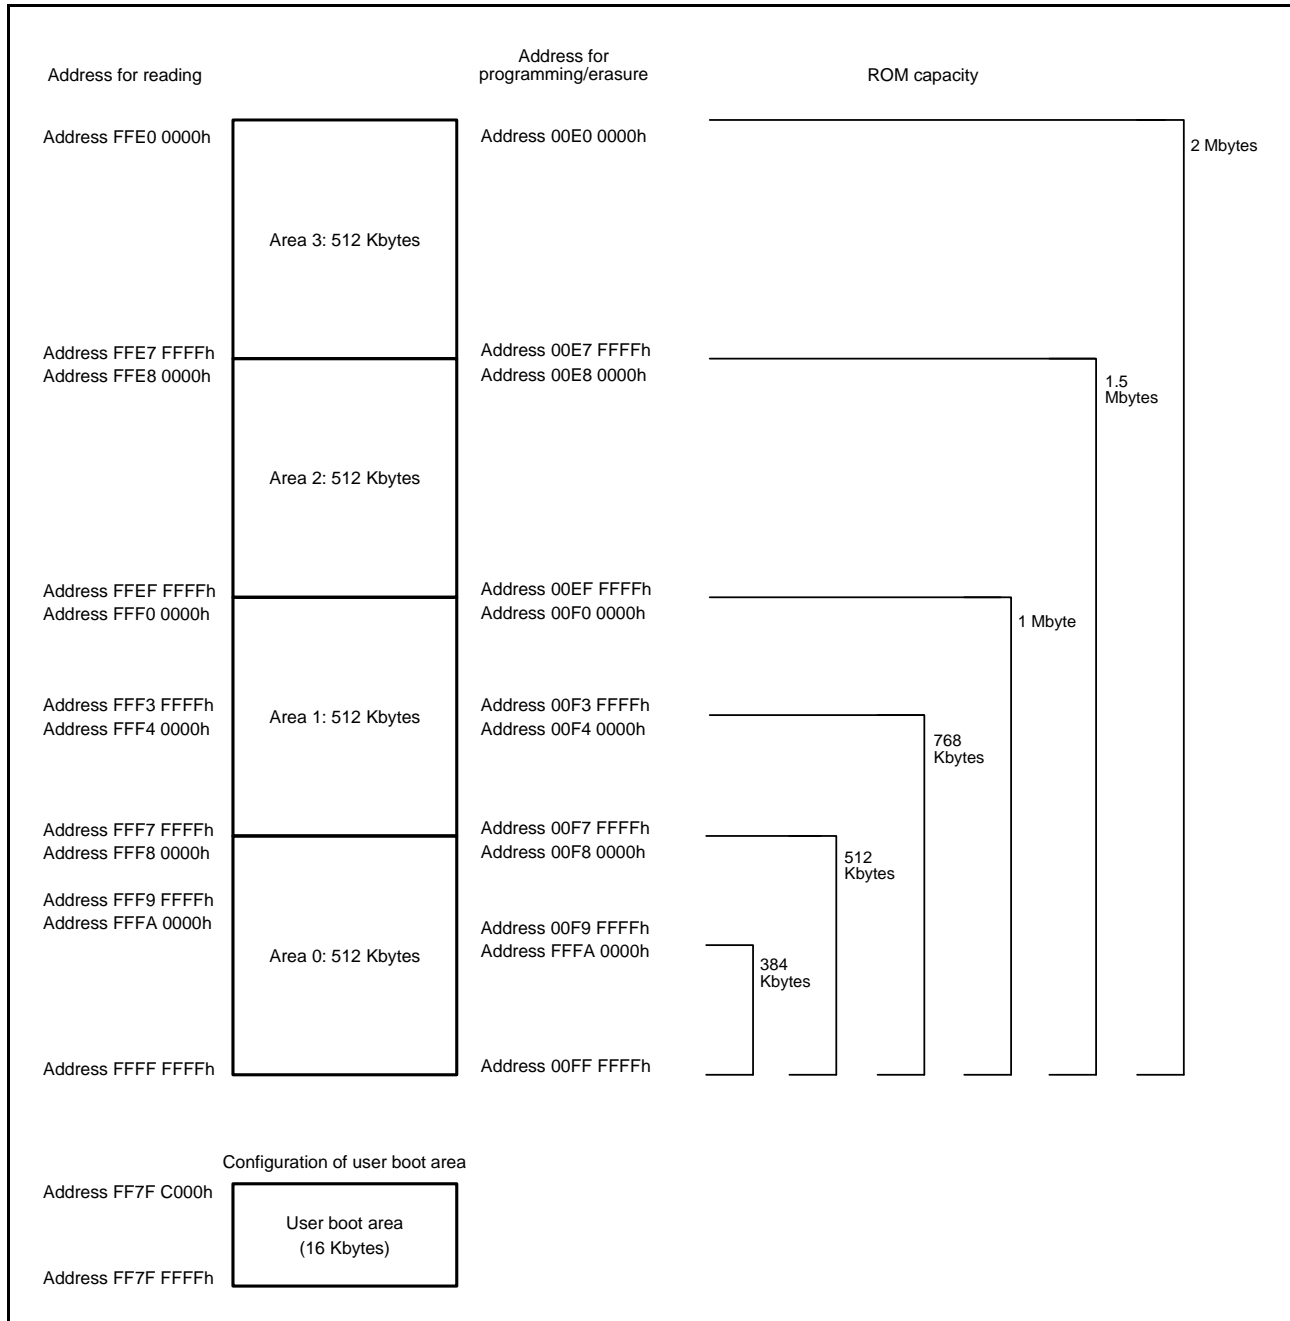 Address for reading
Address for
programming/erasure
ROM capacity
Address FFE0 0000h
Address 00E0 0000h
2 Mbytes
Area 3: 512 Kbytes
Address FFE7 FFFFh
Address 00E7 FFFFh
Address FFE8 0000h
Address 00E8 0000h
1.5
Mbytes
Area 2: 512 Kbytes
Address FFEF FFFFh
Address 00EF FFFFh
Address FFF0 0000h
Address 00F0 0000h
1 Mbyte
Address FFF3 FFFFh
Address 00F3 FFFFh
Area 1: 512 Kbytes
Address FFF4 0000h
Address 00F4 0000h
768
Kbytes
Address FFF7 FFFFh
Address 00F7 FFFFh
Address FFF8 0000h
Address 00F8 0000h
512
Kbytes
Address FFF9 FFFFh
Address FFFA 0000h
Address 00F9 FFFFh
Address FFFA 0000h
Area 0: 512 Kbytes
384
Kbytes
Address FFFF FFFFh
Address 00FF FFFFh
Configuration of user boot area
Address FF7F C000h
User boot area
(16 Kbytes)
Address FF7F FFFFh